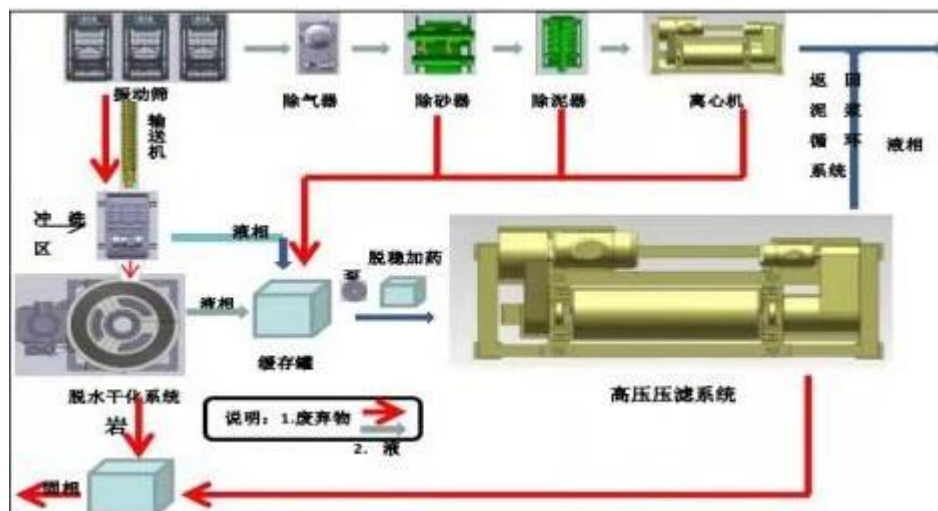 振动筛
除气器
除砂器
除泥器
离心机
输送机
返回泥浆循环系统
液相
冲洗区
液相
脱稳加药
泵
液相
缓存罐
脱水干化系统
高压压滤系统
岩
说明：1.废弃物
2. 液
固相